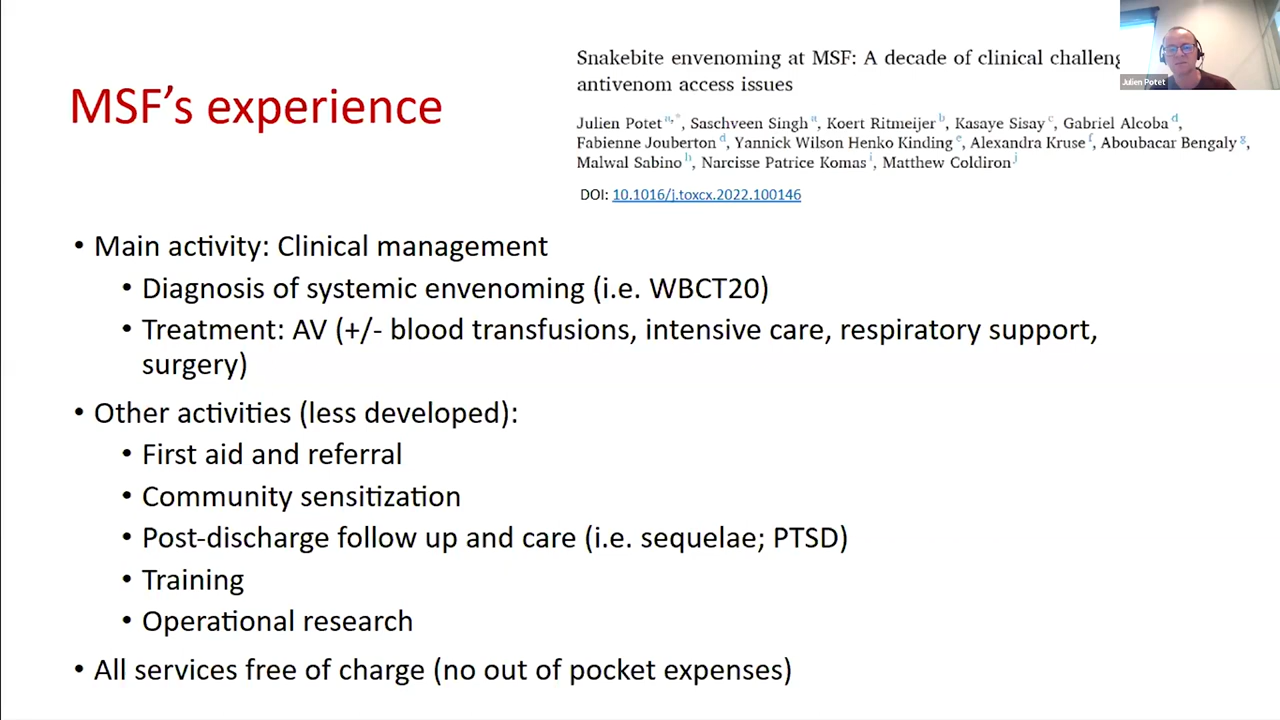 MSF's experience
Snakebite envenoming at MSF: A decade of clinical
antivenom access issues
Julien Potet a,*, Saschveen Singh a, Koert Ritmeijer b, Kasaye Sisay c, Gabriel Alcoba d,
Fabienne Jouberton d, Yannick Wilson Henko Kinding e, Alexandra Kruse f, Aboubacar Bengaly g,
Malwal Sabino h, Narcisse Patrice Komas i, Matthew Coldiron j
DOI: 10.1016/j.toxcx.2022.100146
Julien Potet
• Main activity: Clinical management
• Diagnosis of systemic envenoming (i.e. WBCT20)
• Treatment: AV (+/- blood transfusions, intensive care, respiratory support,
surgery)
• Other activities (less developed):
• First aid and referral
• Community sensitization
• Post-discharge follow up and care (i.e. sequelae; PTSD)
• Training
• Operational research
• All services free of charge (no out of pocket expenses)